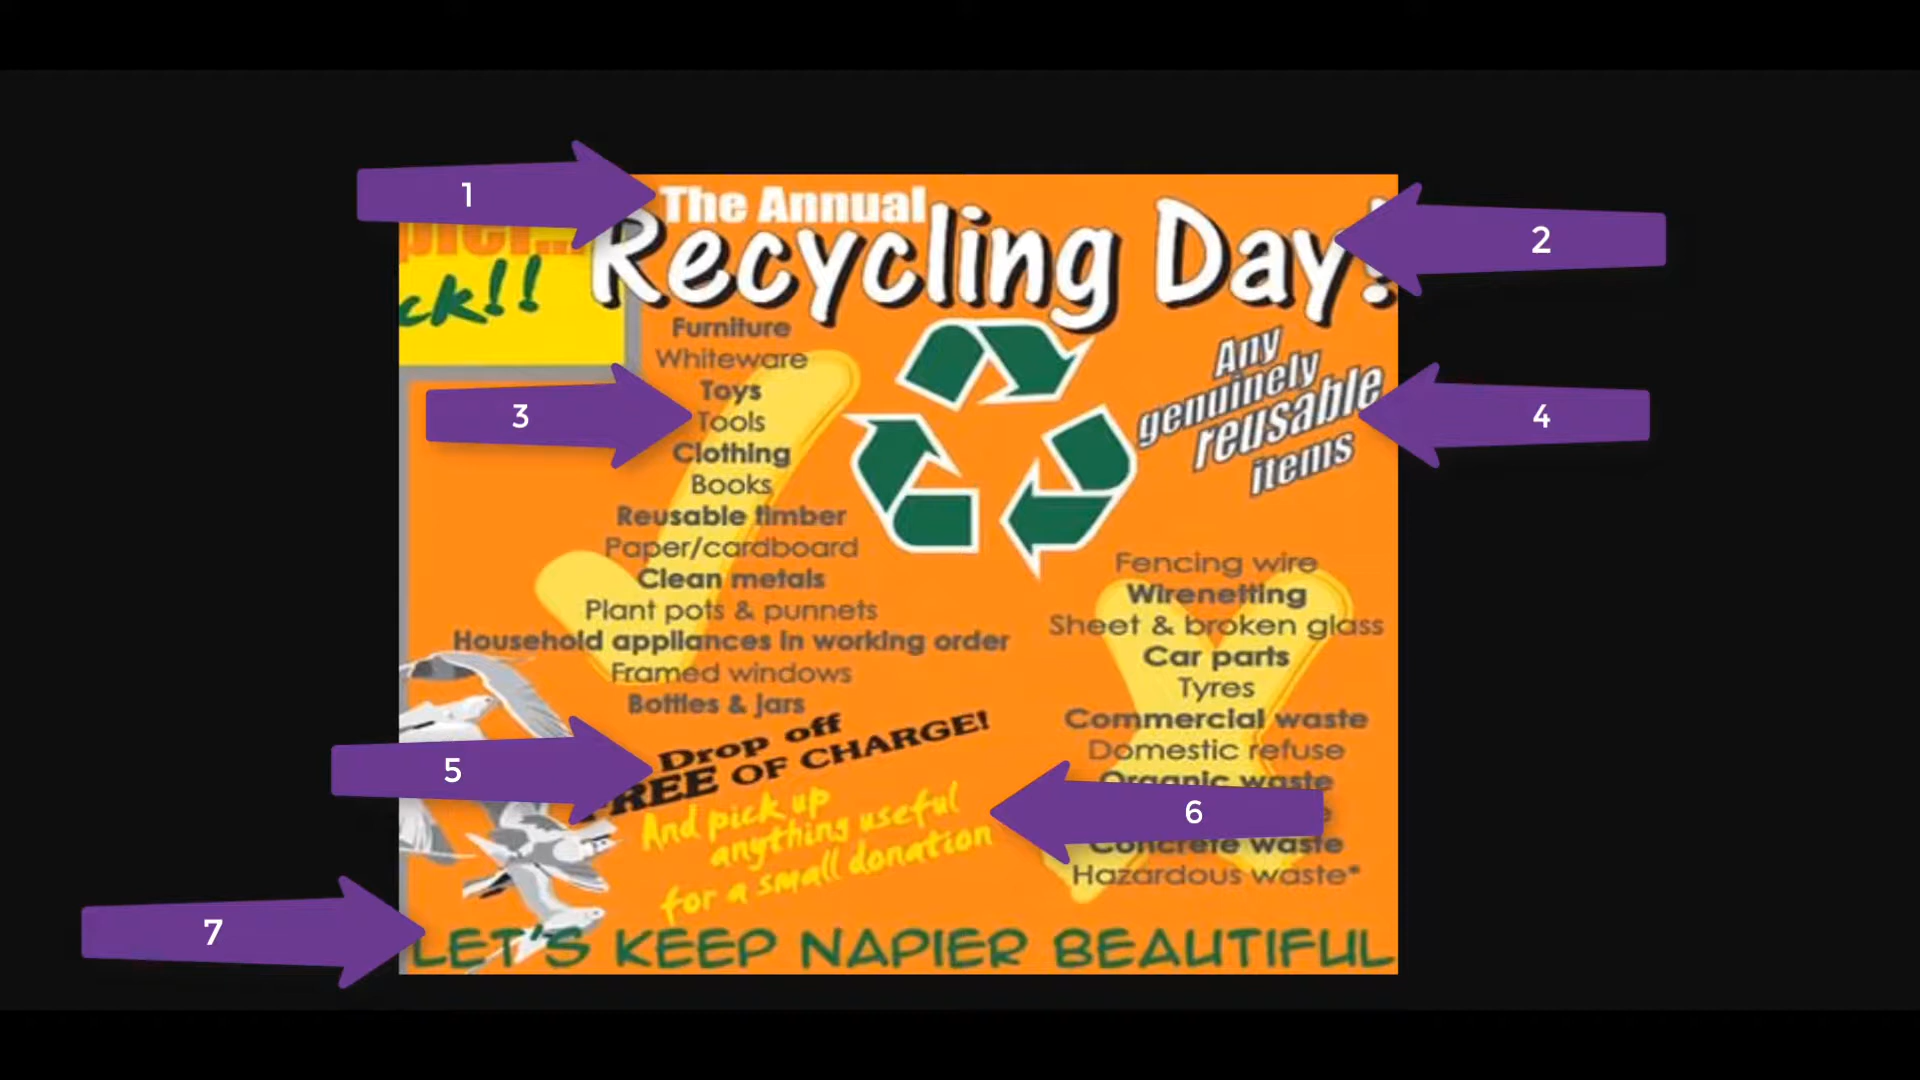 1
The Annual
Recycling Day!
2
ck!!
Furniture
Whiteware
Toys
3
Tools
Clothing
Books
Reusable timber
Paper/cardboard
Clean metals
Plant pots & punnets
Household appliances in working order
Framed windows
Bottles & jars
Any
genuinely
reusable
items
4
Fencing wire
Wirenetting
Sheet & broken glass
Car parts
Tyres
Commercial waste
Domestic refuse
Organic waste
Concrete waste
Hazardous waste*
5
Drop off
FREE OF CHARGE!
And pick up
anything useful
for a small donation
6
7
LET'S KEEP NAPIER BEAUTIFUL